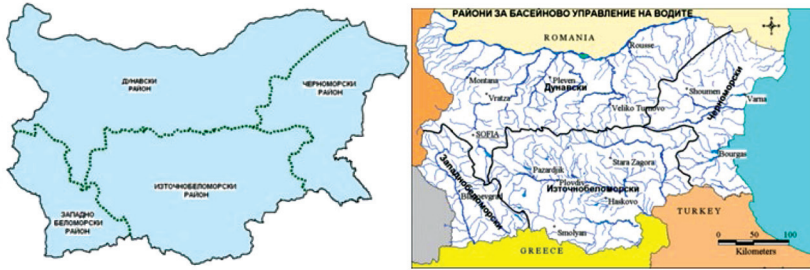 ДУНАВСКИ
РАЙОН
ЧЕРНОМОРСКИ
РАЙОН
ИЗТОЧНОБЕЛОМОРСКИ
РАЙОН
ЗАПАДНО
БЕЛОМОРСКИ
РАЙОН
РАЙОНИ ЗА БАСЕЙНОВО УПРАВЛЕНИЕ НА ВОДИТЕ
ROMANIA
Rousse
Montana
Pleven
Дунавски
Shoumen
Vratza
Varna
Veliko Turnovo
Черноморски
SOFIA
Bourgas
Stara Zagora
Pazardjik
Plovdiv
Западнобеломорски
Източнобеломорски
Blagoevgrad
Haskovo
TURKEY
Smolyan
GREECE
0 50 100
Kilometers